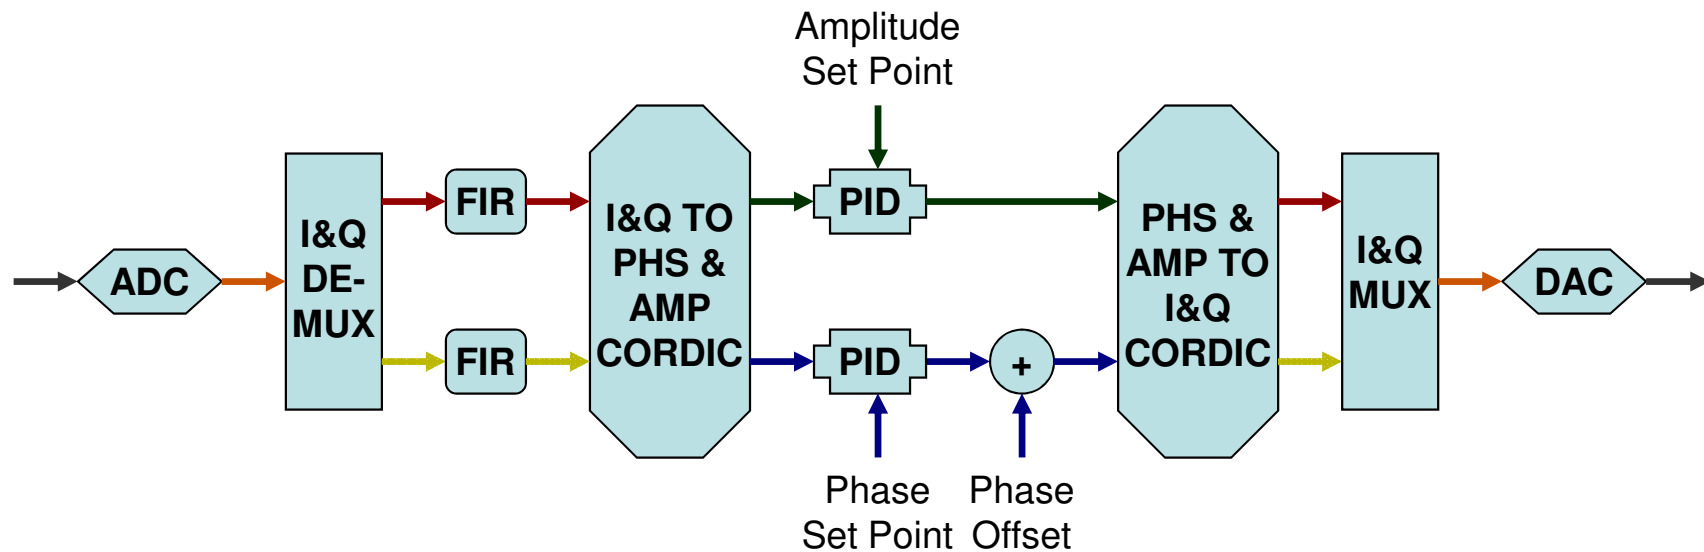 Amplitude
Set Point
ADC
I&Q
DE-
MUX
FIR
FIR
I&Q TO
PHS &
AMP
CORDIC
PID
PID
+
PHS &
AMP TO
I&Q
CORDIC
I&Q
MUX
DAC
Phase
Set Point
Phase
Offset